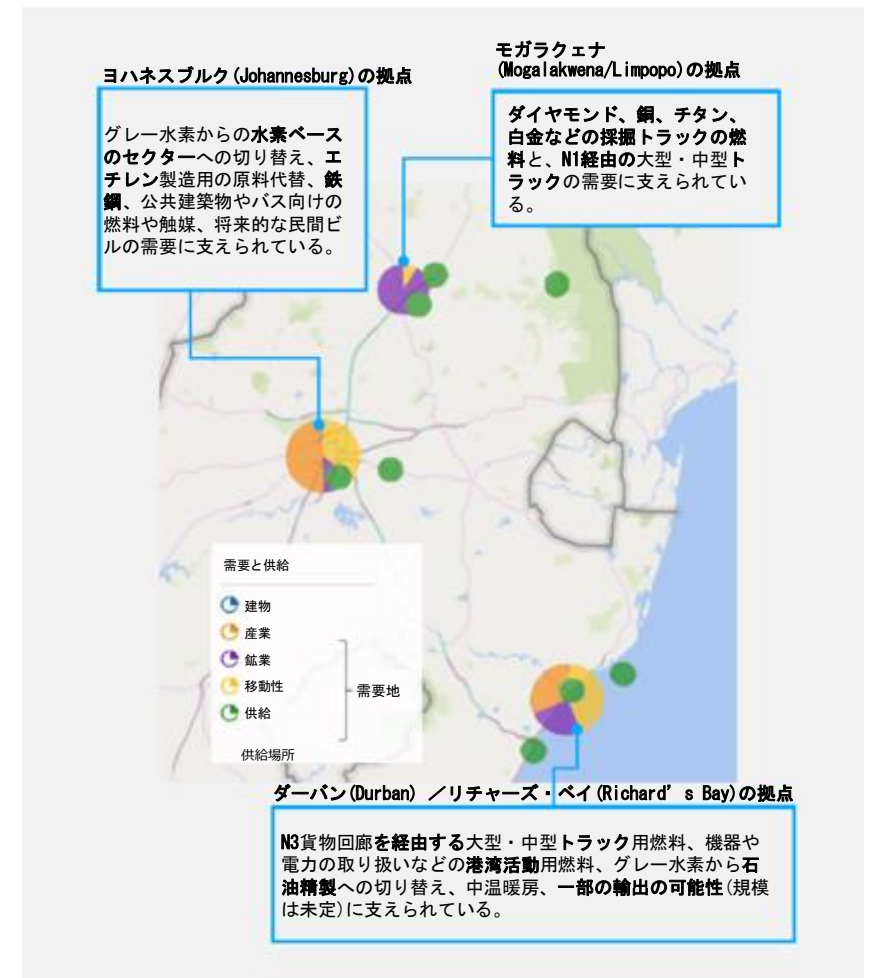 モガラクェナ
(Mogalakwena/Limpopo)の拠点
ダイヤモンド、銅、チタン、
白金などの採掘トラックの燃
料と、N1経由の大型・中型ト
ラックの需要に支えられてい
る。
ヨハネスブルク(Johannesburg)の拠点
グレー水素からの水素ベース
のセクターへの切り替え、エ
チレン製造用の原料代替、鉄
鋼、公共建築物やバス向けの
燃料や触媒、将来的な民間ビ
ルの需要に支えられている。
需要と供給
建物
産業
鉱業
移動性
供給
需要地
供給場所
ダーバン(Durban) ／リチャーズ・ベイ(Richard’s Bay)の拠点
N3貨物回廊を経由する大型・中型トラック用燃料、機器や
電力の取り扱いなどの港湾活動用燃料、グレー水素から石
油精製への切り替え、中温暖房、一部の輸出の可能性(規模
は未定)に支えられている。